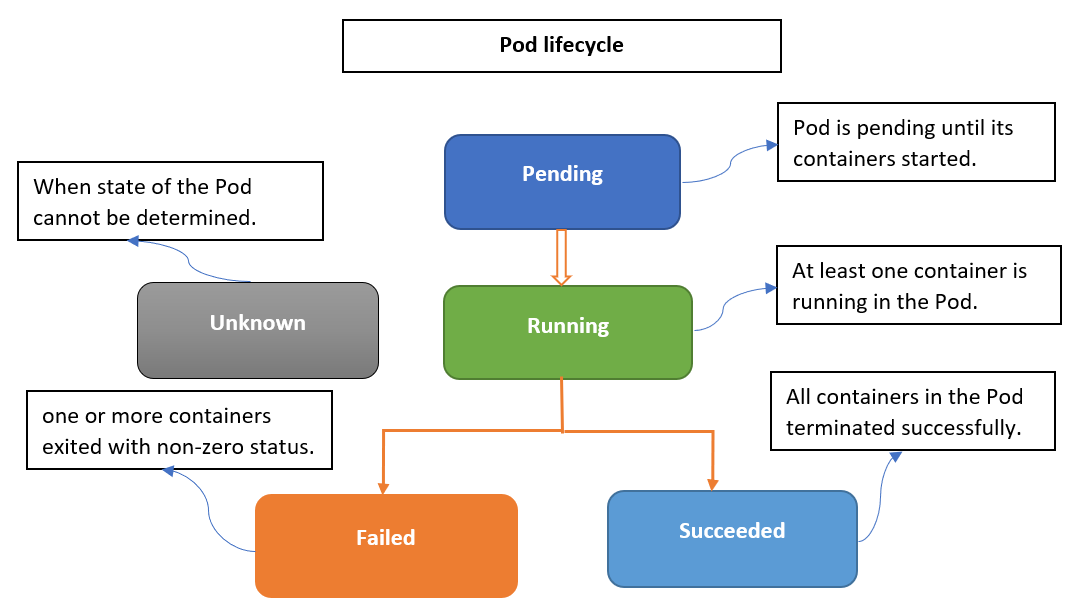 Pod lifecycle
Pending
Pod is pending until its
containers started.
When state of the Pod
cannot be determined.
Unknown
Running
At least one container is
running in the Pod.
one or more containers
exited with non-zero status.
All containers in the Pod
terminated successfully.
Failed
Succeeded